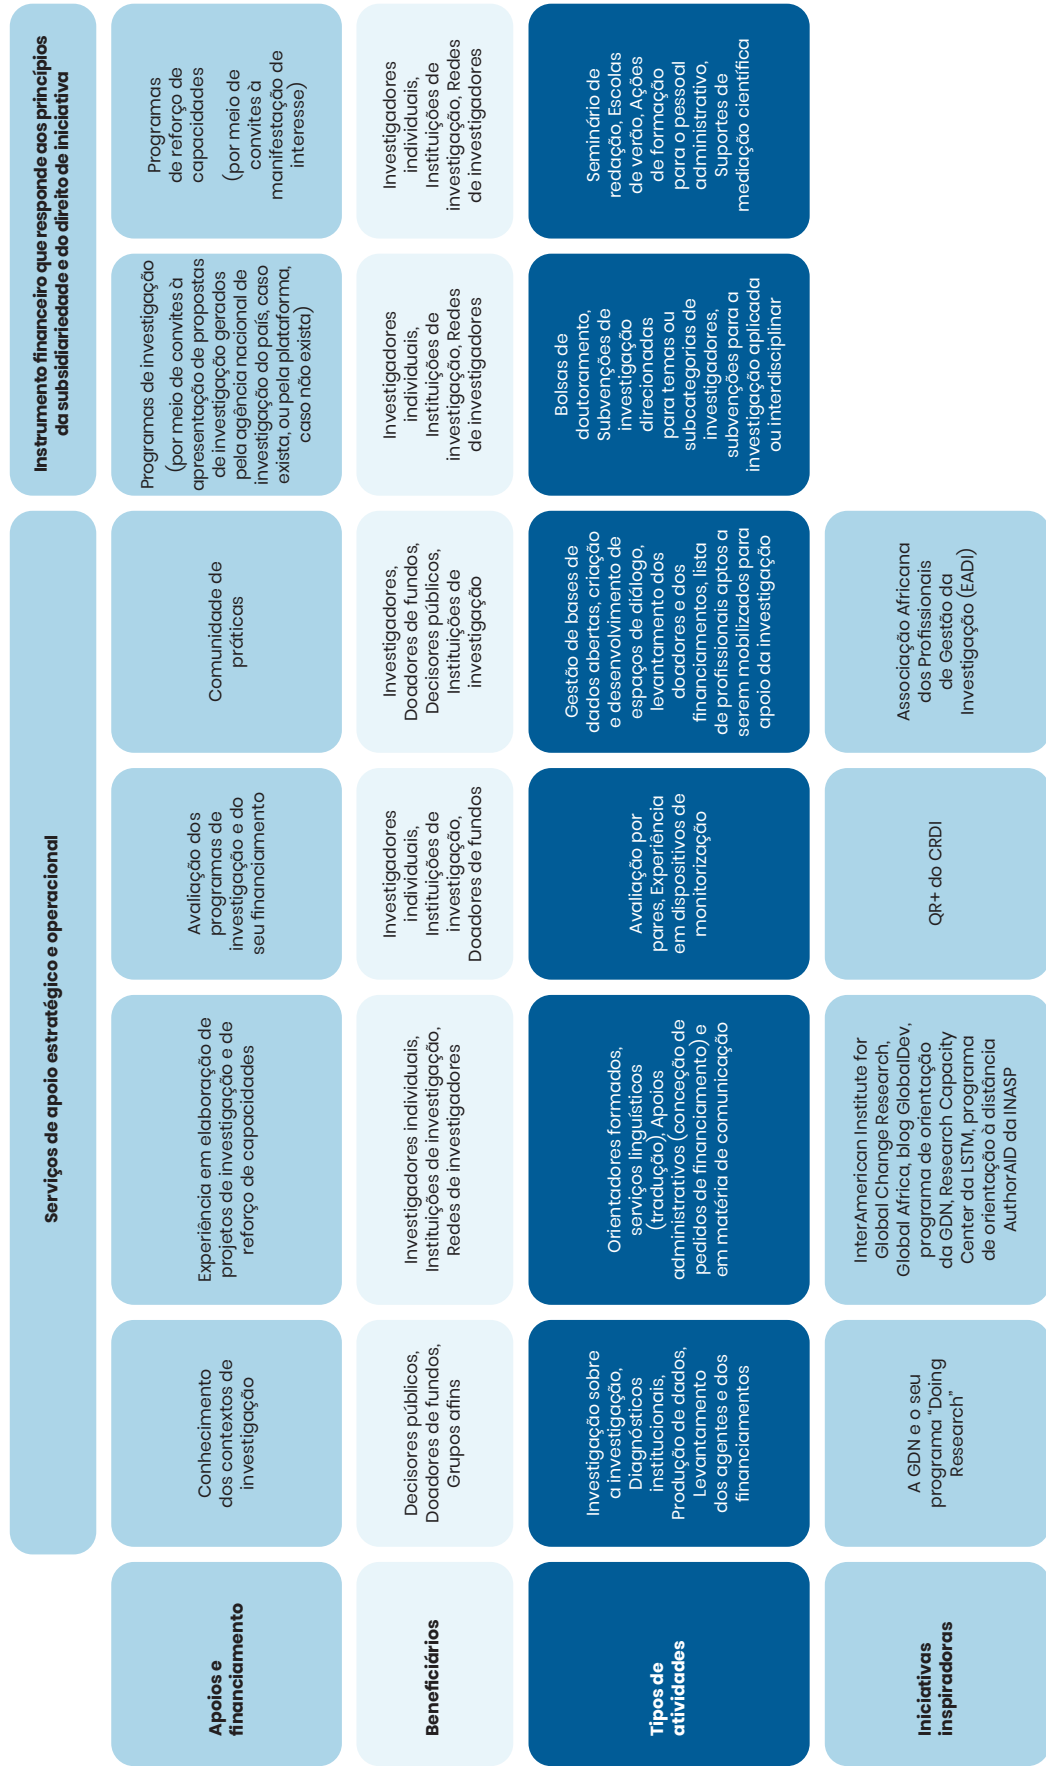 Serviços de apoio estratégico e operacional
Instrumento financeiro que responde aos princípios
da subsidiariedade e do direito de iniciativa
Apoios e
financiamento
Conhecimento
dos contextos de
investigação
Experiência em elaboração de
projetos de investigação e de
reforço de capacidades
Avaliação dos
programas de
investigação e do
seu financiamento
Comunidade de
práticas
Programas de investigação
(por meio de convites à
apresentação de propostas
de investigação gerados
pela agência nacional de
investigação do país, caso
exista, ou pela plataforma,
caso não exista)
Programas
de reforço de
capacidades
(por meio de
convites à
manifestação de
interesse)
Beneficiários
Decisores públicos,
Doadores de fundos,
Grupos afins
Investigadores individuais,
Instituições de investigação,
Redes de investigadores
Investigadores
individuais,
Instituições de
investigação,
Doadores de fundos
Investigadores,
Doadores de fundos,
Decisores públicos,
Instituições de
investigação
Investigadores
individuais,
Instituições de
investigação, Redes
de investigadores
Investigadores
individuais,
Instituições de
investigação, Redes
de investigadores
Tipos de
atividades
Investigação sobre
a investigação,
Diagnósticos
institucionais,
Produção de dados,
Levantamento
dos agentes e dos
financiamentos
Orientadores formados,
serviços linguísticos
(tradução), Apoios
administrativos (conceção de
pedidos de financiamento) e
em matéria de comunicação
Avaliação por
pares, Experiência
em dispositivos de
monitorização
Gestão de bases de
dados abertas, criação
e desenvolvimento de
espaços de diálogo,
levantamento dos
doadores e dos
financiamentos, lista
de profissionais aptos a
serem mobilizados para
apoio da investigação
Bolsas de
doutoramento,
Subvenções de
investigação
direcionadas
para temas ou
subcategorias de
investigadores,
subvenções para a
investigação aplicada
ou interdisciplinar
Seminário de
redação, Escolas
de verão, Ações
de formação
para o pessoal
administrativo,
Suportes de
mediação científica
Iniciativas
inspiradoras
A GDN e o seu
programa “Doing
Research”
InterAmerican Institute for
Global Change Research,
Global Africa, blog GlobalDev,
programa de orientação
da GDN, Research Capacity
Center da LSTM, programa
de orientação à distância
AuthorAID da INASP
QR+ do CRDI
Associação Africana
dos Profissionais
de Gestão da
Investigação (EADI)